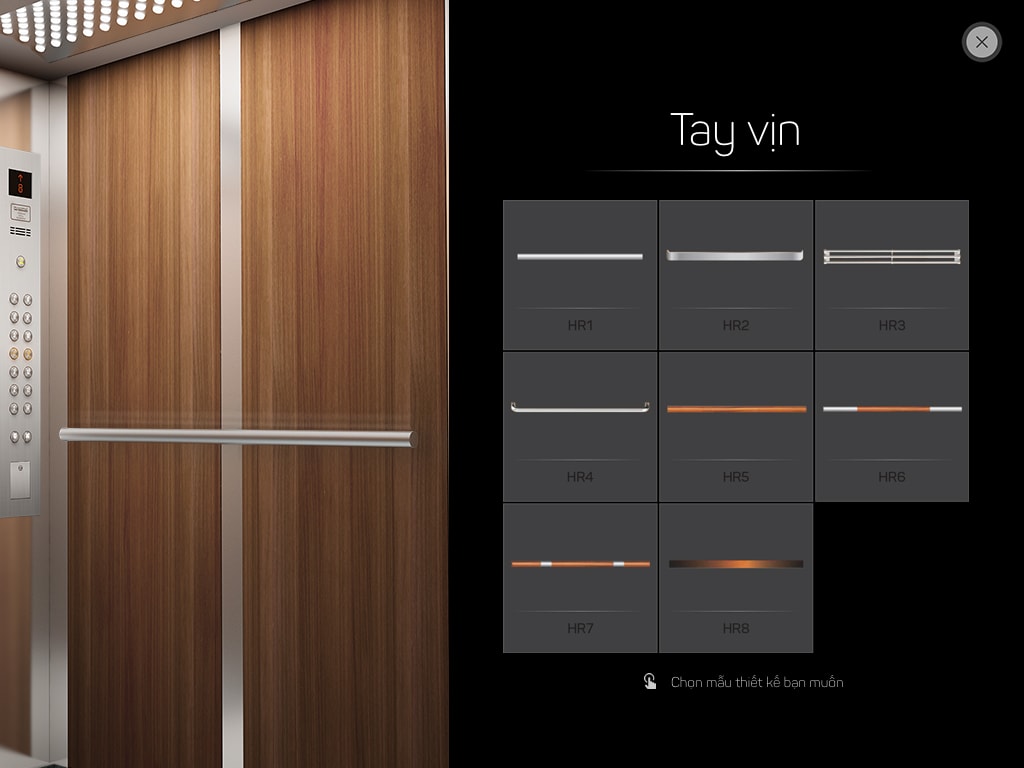 Tay vịn
HR1
HR2
HR3
HR4
HR5
HR6
HR7
HR8
Chọn mẫu thiết kế bạn muốn